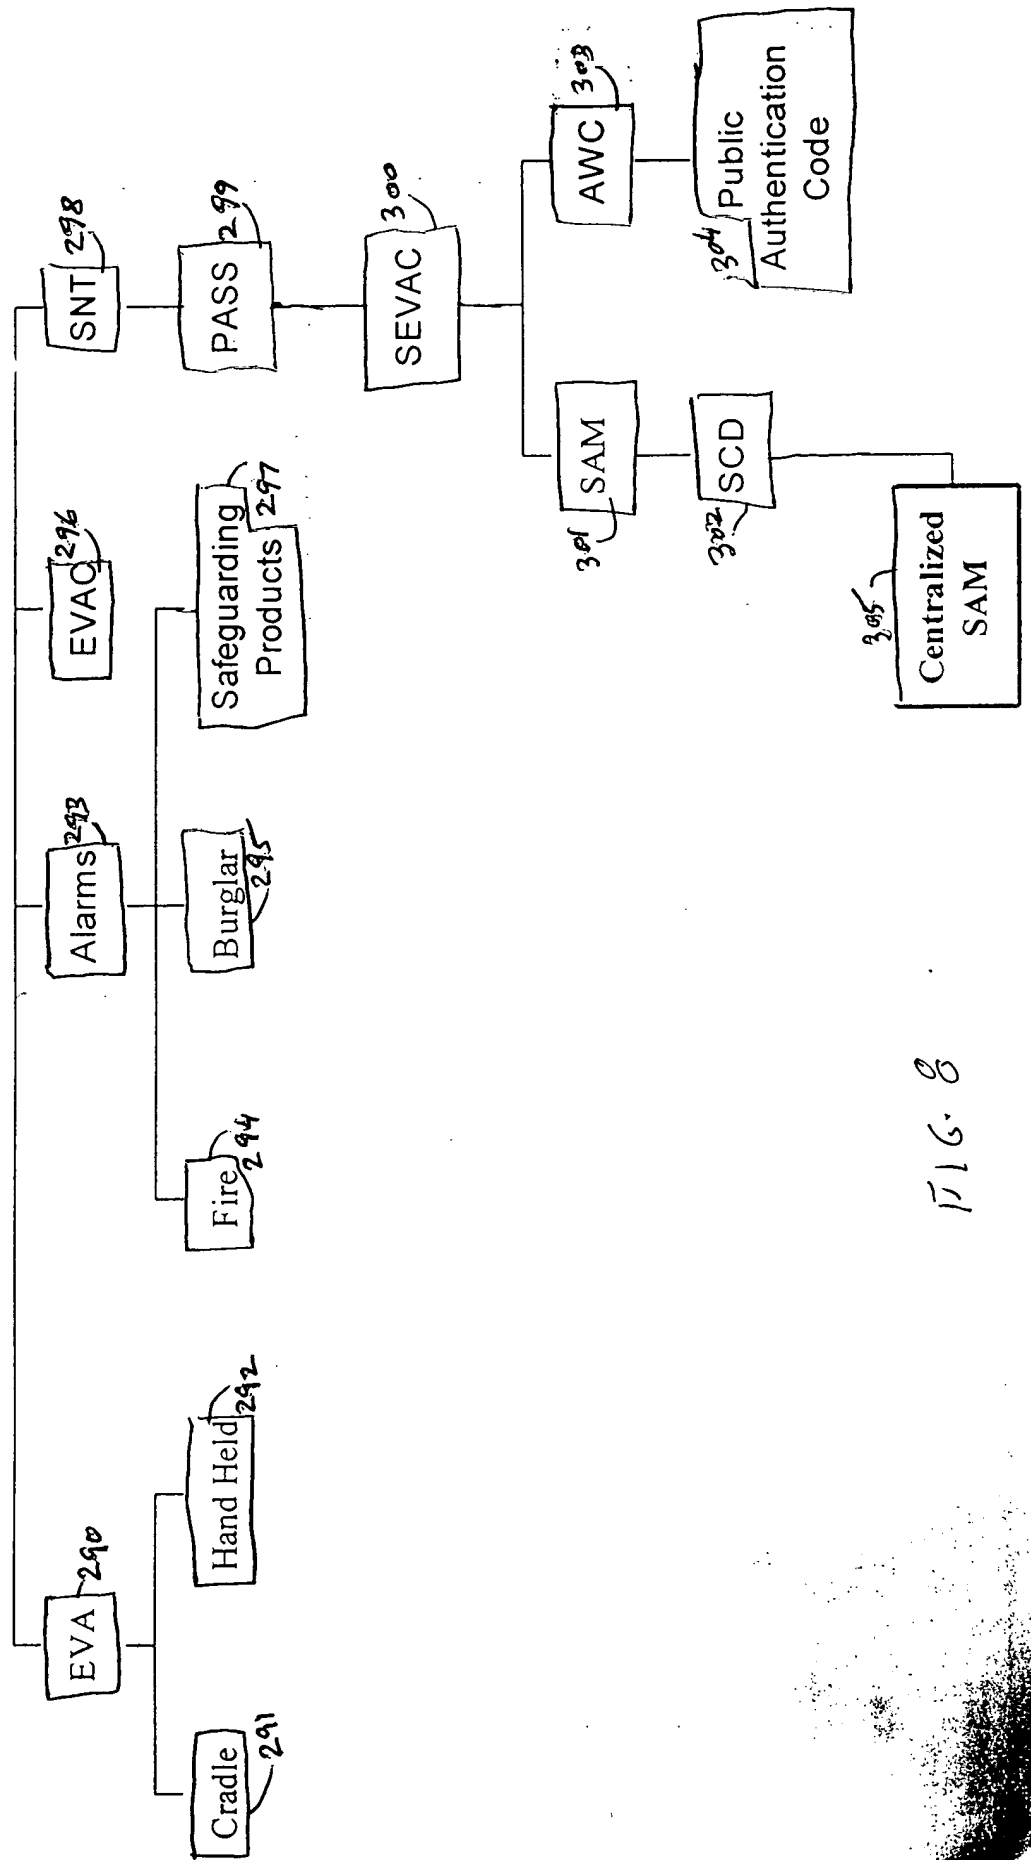 EVA
290
Alarms
293
EVAC
296
SNT
298
Cradle
291
Hand Held
292
Fire
294
Burglar
295
Safeguarding
Products
297
PASS
299
SEVAC
300
SAM
301
AWC
303
SCD
302
304
Public
Authentication
Code
305
Centralized
SAM
FIG. 8